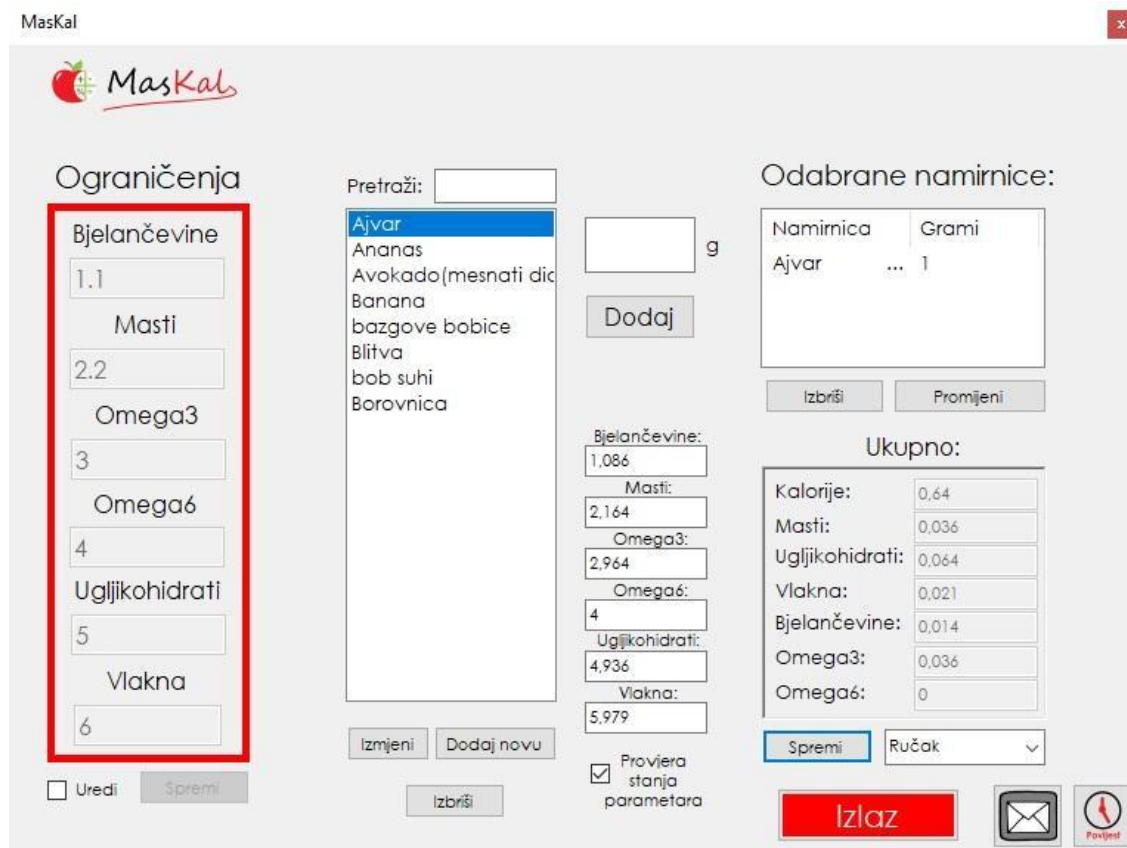 MasKal
x
MasKal
Ograničenja
Bjelančevine
1.1
Masti
2.2
Omega3
3
Omega6
4
Ugljikohidrati
5
Vlakna
6
Uredi
Spremi
Pretraži:
Ajvar
Ananas
Avokado(mesnati dic
Banana
bazgove bobice
Blitva
bob suhi
Borovnica
Izmjeni
Dodaj novu
Izbriši
g
Dodaj
Bjelančevine:
1,086
Masti:
2,164
Omega3:
2,964
Omega6:
4
Ugljikohidrati:
4,936
Vlakna:
5,979
Provjera
stanja
parametara
Odabrane namirnice:
Namirnica Grami
Ajvar ... 1
Izbriši
Promijeni
Ukupno:
Kalorije: 0,64
Masti: 0,036
Ugljikohidrati: 0,064
Vlakna: 0,021
Bjelančevine: 0,014
Omega3: 0,036
Omega6: 0
Spremi
Ručak
Izlaz
Povijest